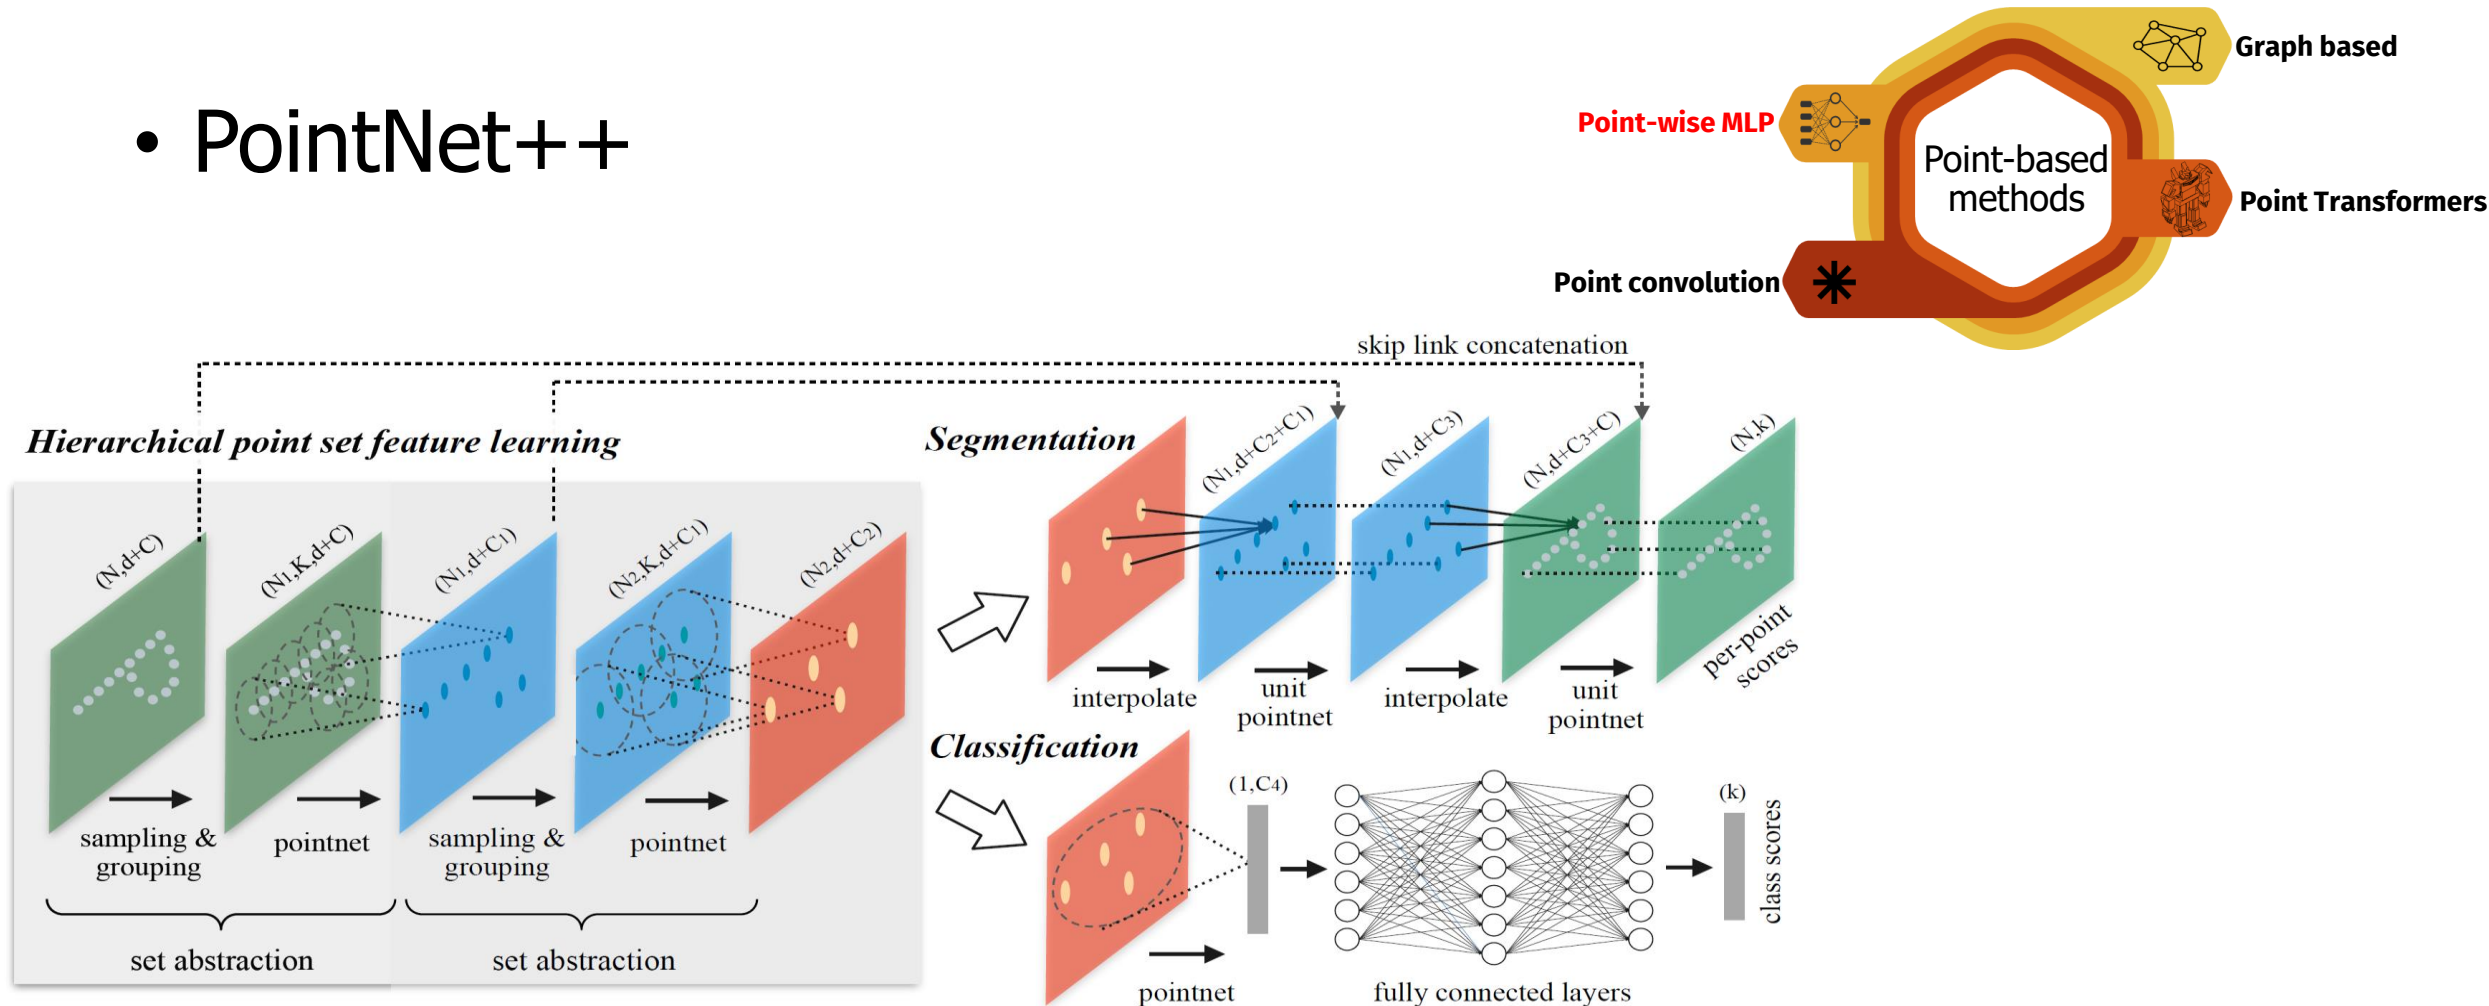 • PointNet++
Graph based
Point-wise MLP
Point-based
methods
Point Transformers
Point convolution
skip link concatenation
Hierarchical point set feature learning
(N,d+C)
(N1,K,d+C)
(N1,d+C1)
(N2,K,d+C1)
(N2,d+C2)
sampling &
grouping
pointnet
sampling &
grouping
pointnet
set abstraction
set abstraction
Segmentation
(N1,d+C2+C1)
(N1,d+C3)
(N,d+C3+C)
(N,k)
interpolate
unit
pointnet
interpolate
unit
pointnet
per-point
scores
Classification
(1,C4)
(k)
class scores
pointnet
fully connected layers